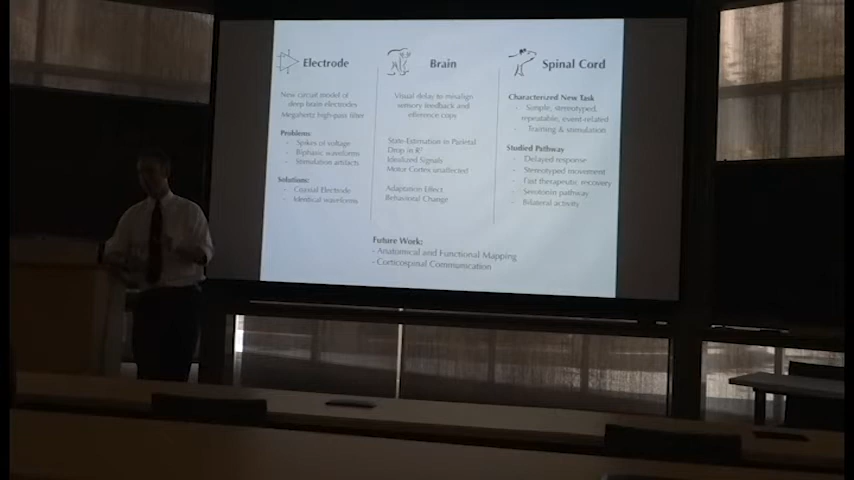 Electrode
New circuit model of
deep brain electrodes
Megahertz high-pass filter
Problems:
- Spikes of voltage
- Biphasic waveforms
- Stimulation artifacts
Solutions:
- Coaxial Electrode
- Identical waveforms
Brain
Visual delay to misalign
sensory feedback and
efference copy
State-Estimation in Parietal
Drop in R²
Idealized Signals
Motor Cortex unaffected
Adaptation Effect
Behavioral Change
Spinal Cord
Characterized New Task
- Simple, stereotyped,
repeatable, event-related
- Training & stimulation
Studied Pathway
- Delayed response
- Stereotyped movement
- Fast therapeutic recovery
- Serotonin pathway
- Bilateral activity
Future Work:
- Anatomical and Functional Mapping
- Corticospinal Communication